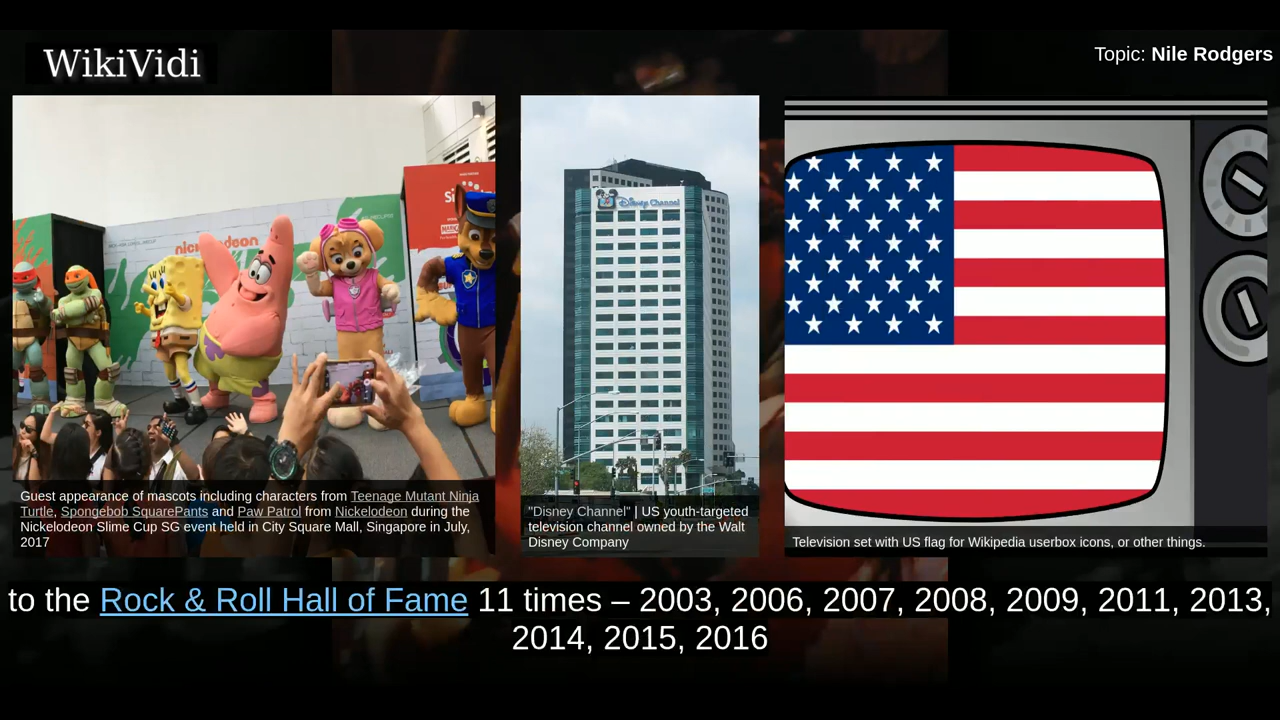 WikiVidi
Topic: Nile Rodgers
nickelodeon
Disney Channel
Guest appearance of mascots including characters from Teenage Mutant Ninja
Turtle, Spongebob SquarePants and Paw Patrol from Nickelodeon during the
Nickelodeon Slime Cup SG event held in City Square Mall, Singapore in July,
2017
"Disney Channel" | US youth-targeted
television channel owned by the Walt
Disney Company
Television set with US flag for Wikipedia userbox icons, or other things.
to the Rock & Roll Hall of Fame 11 times – 2003, 2006, 2007, 2008, 2009, 2011, 2013,
2014, 2015, 2016